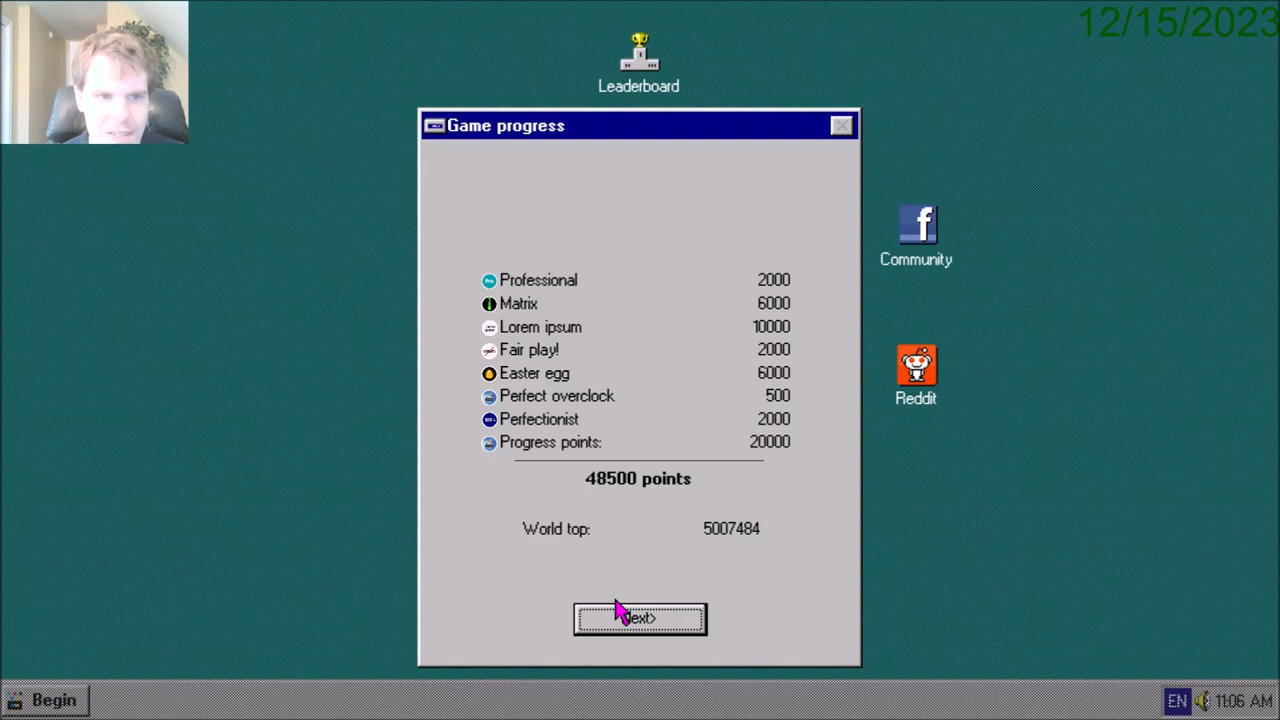 12/15/2023
Leaderboard
Game progress
Professional 2000
Matrix 6000
Lorem ipsum 10000
Fair play! 2000
Easter egg 6000
Perfect overclock 500
Perfectionist 2000
Progress points: 20000
48500 points
World top: 5007484
Next>
Community
Reddit
Begin
EN 11:06 AM